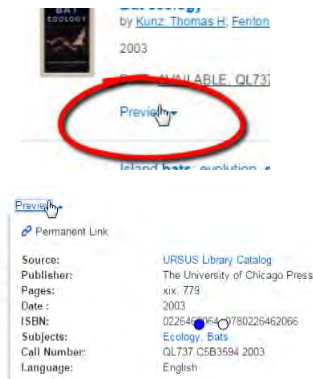 BAT
ECOLOGY
by Kunz, Thomas H, Fenton
2003
AVAILABLE, QL737
Preview
Island bats: evolution,
Preview
Permanent Link
Source: URSUS Library Catalog
Publisher: The University of Chicago Press
Pages: xix, 779
Date : 2003
ISBN: 9780226462066
Subjects: Ecology, Bats
Call Number: QL737.C5B3594 2003
Language: English